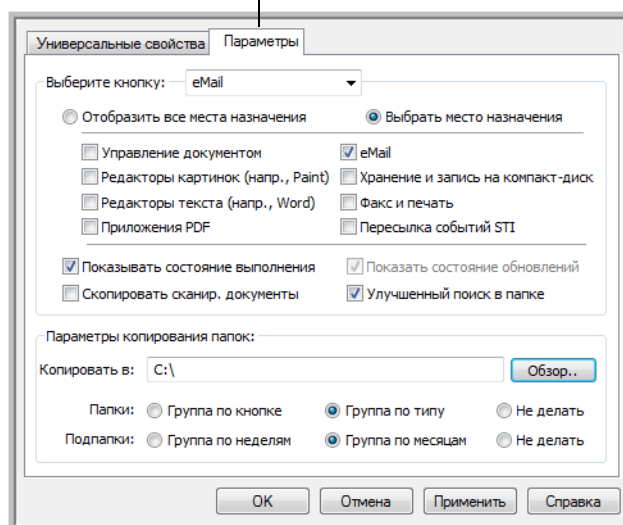 Универсальные свойства Параметры
Выберите кнопку: eMail
Отобразить все места назначения Выбрать место назначения
Управление документом eMail
Редакторы картинок (напр., Paint) Хранение и запись на компакт-диск
Редакторы текста (напр., Word) Факс и печать
Приложения PDF Пересылка событий STI
Показывать состояние выполнения Показать состояние обновлений
Скопировать сканир. документы Улучшенный поиск в папке
Параметры копирования папок:
Копировать в: C:\ Обзор..
Папки: Группа по кнопке Группа по типу Не делать
Подпапки: Группа по неделям Группа по месяцам Не делать
OK Отмена Применить Справка